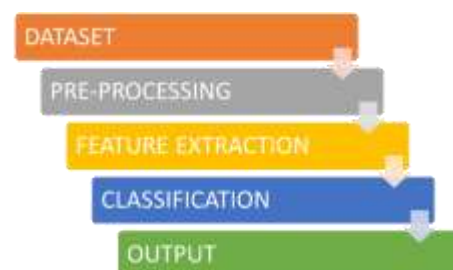 DATASET
PRE-PROCESSING
FEATURE EXTRACTION
CLASSIFICATION
OUTPUT